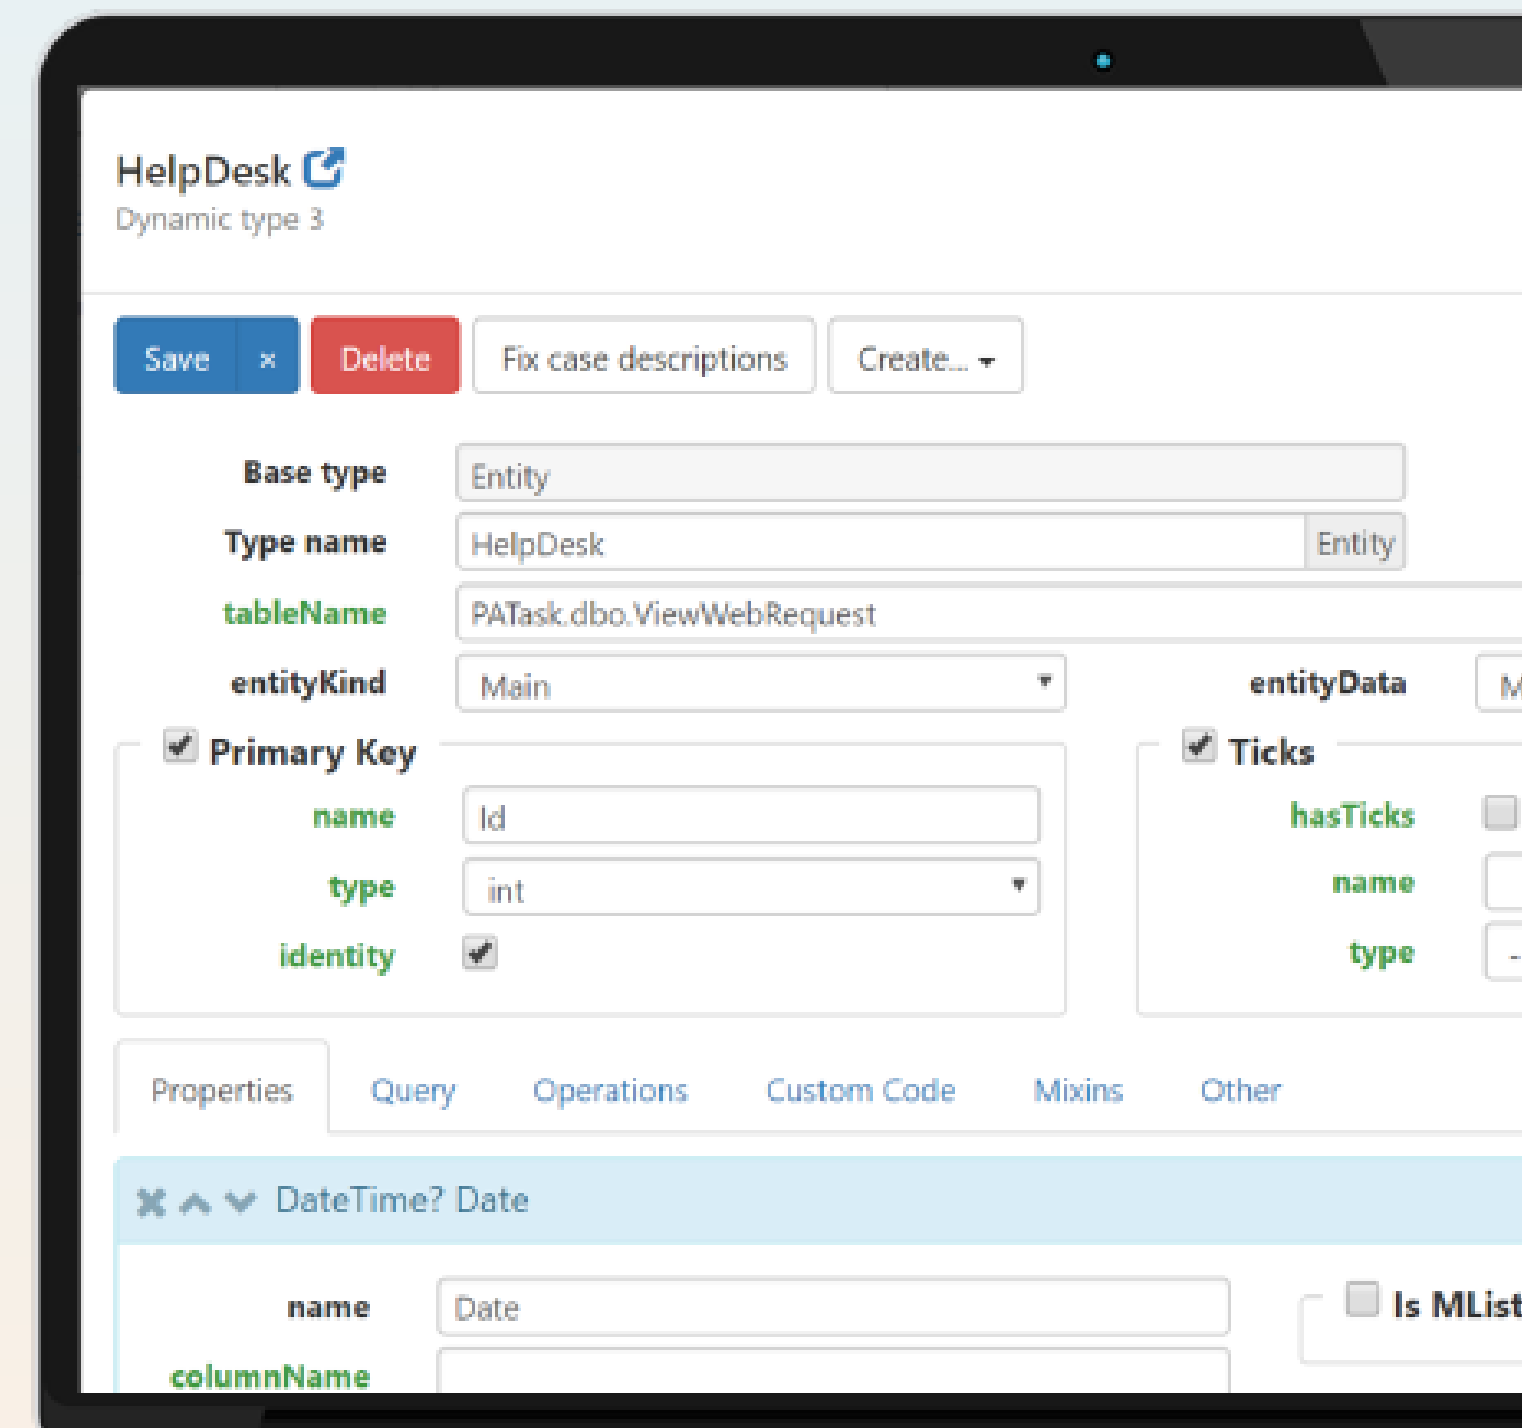 HelpDesk
Dynamic type 3
Save × Delete Fix case descriptions Create...
Base type Entity
Type name HelpDesk Entity
tableName PATask.dbo.ViewWebRequest
entityKind Main entityData M
Primary Key Ticks
name Id hasTicks
type int name
identity type -
Properties Query Operations Custom Code Mixins Other
DateTime? Date
name Date Is MList
columnName